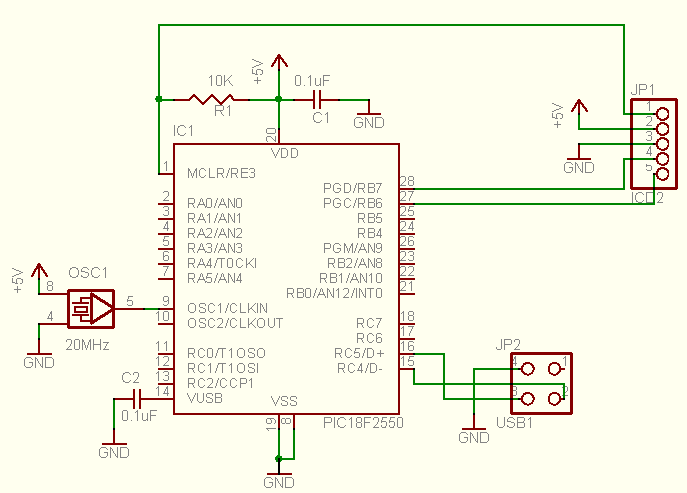 10K
R1
+5V
0.1uF
C1
GND
JP1
1
2
3
4
5
+5V
GND
ICD2
IC1
20
VDD
1 MCLR/RE3
2 RA0/AN0
3 RA1/AN1
4 RA2/AN2
5 RA3/AN3
6 RA4/TOCKI
7 RA5/AN4
9 OSC1/CLKIN
10 OSC2/CLKOUT
11 RC0/T1OSO
12 RC1/T1OSI
13 RC2/CCP1
14 VUSB
PGD/RB7 28
PGC/RB6 27
RB5 25
RB4 24
PGM/AN9 26
RB2/AN8 23
RB1/AN10 22
RB0/AN12/INT0 21
RC7 18
RC6 17
RC5/D+ 16
RC4/D- 15
VSS
19
8
PIC18F2550
GND
+5V
OSC1
8
4
5
20MHz
GND
C2
0.1uF
GND
JP2
4
1
3
2
USB1
GND